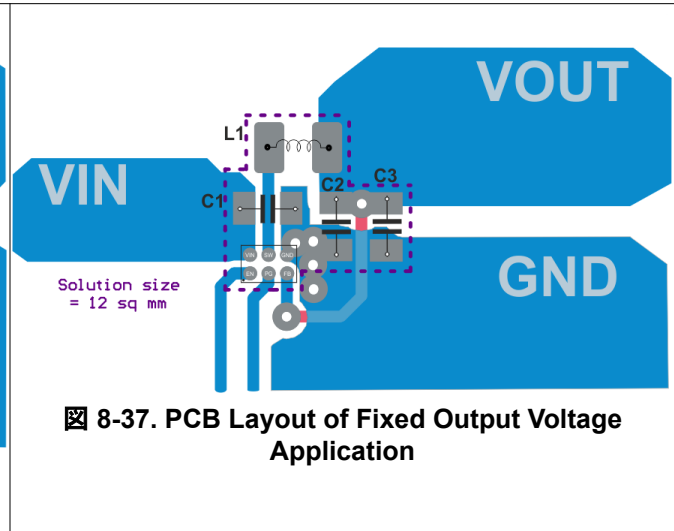 VOUT
L1
VIN
C1
C2
C3
VIN SW GND
EN PG FB
Solution size
= 12 sq mm
GND
図 8-37. PCB Layout of Fixed Output Voltage
Application